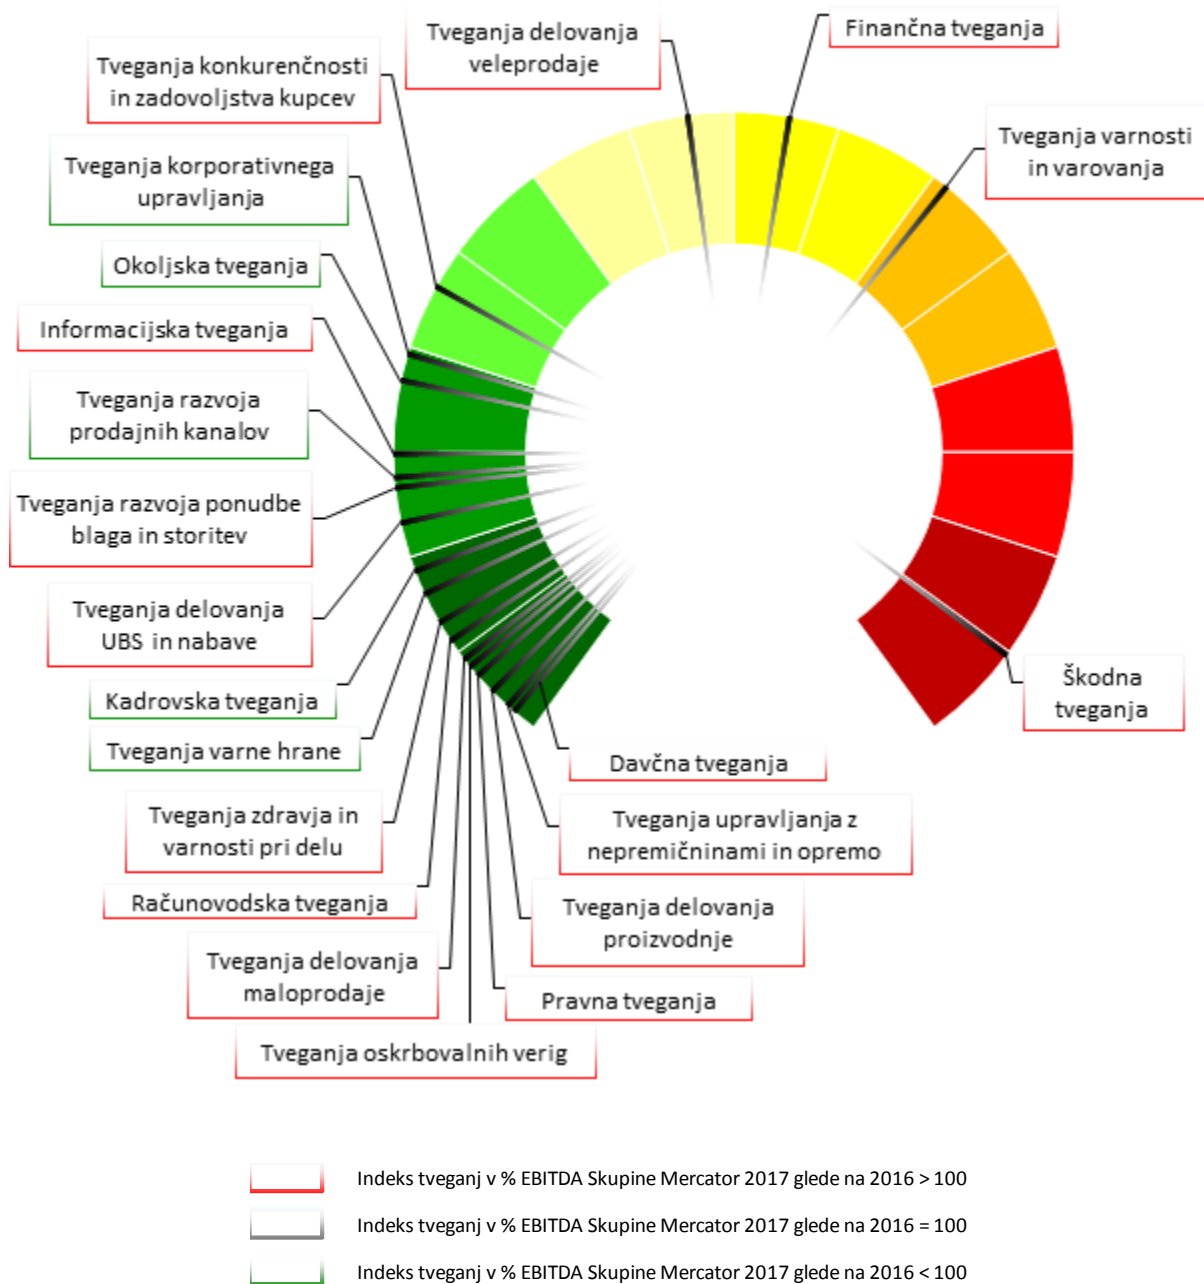 Tveganja delovanja
veleprodaje
Finančna tveganja
Tveganja konkurenčnosti
in zadovoljstva kupcev
Tveganja varnosti
in varovanja
Tveganja korporativnega
upravljanja
Okoljska tveganja
Informacijska tveganja
Tveganja razvoja
prodajnih kanalov
Tveganja razvoja ponudbe
blaga in storitev
Tveganja delovanja
UBS in nabave
Kadrovska tveganja
Tveganja varne hrane
Škodna
tveganja
Davčna tveganja
Tveganja zdravja in
varnosti pri delu
Tveganja upravljanja z
nepremičninami in opremo
Računovodska tveganja
Tveganja delovanja
proizvodnje
Tveganja delovanja
maloprodaje
Pravna tveganja
Tveganja oskrbovalnih verig
Indeks tveganj v % EBITDA Skupine Mercator 2017 glede na 2016 > 100
Indeks tveganj v % EBITDA Skupine Mercator 2017 glede na 2016 = 100
Indeks tveganj v % EBITDA Skupine Mercator 2017 glede na 2016 < 100